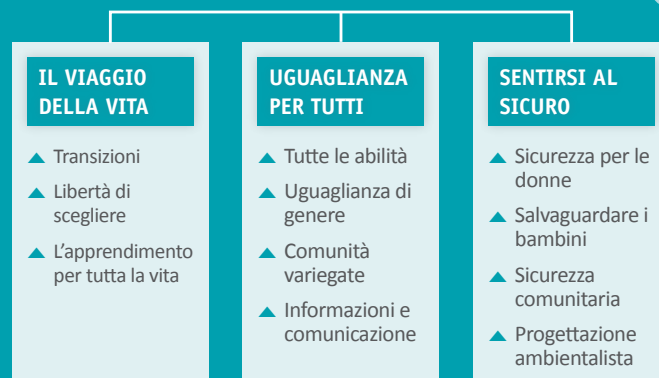 IL VIAGGIO
DELLA VITA
Transizioni
Libertà di
scegliere
L'apprendimento
per tutta la vita
UGUAGLIANZA
PER TUTTI
Tutte le abilità
Uguaglianza di
genere
Comunità
variegate
Informazioni e
comunicazione
SENTIRSI AL
SICURO
Sicurezza per le
donne
Salvaguardare i
bambini
Sicurezza
comunitaria
Progettazione
ambientalista